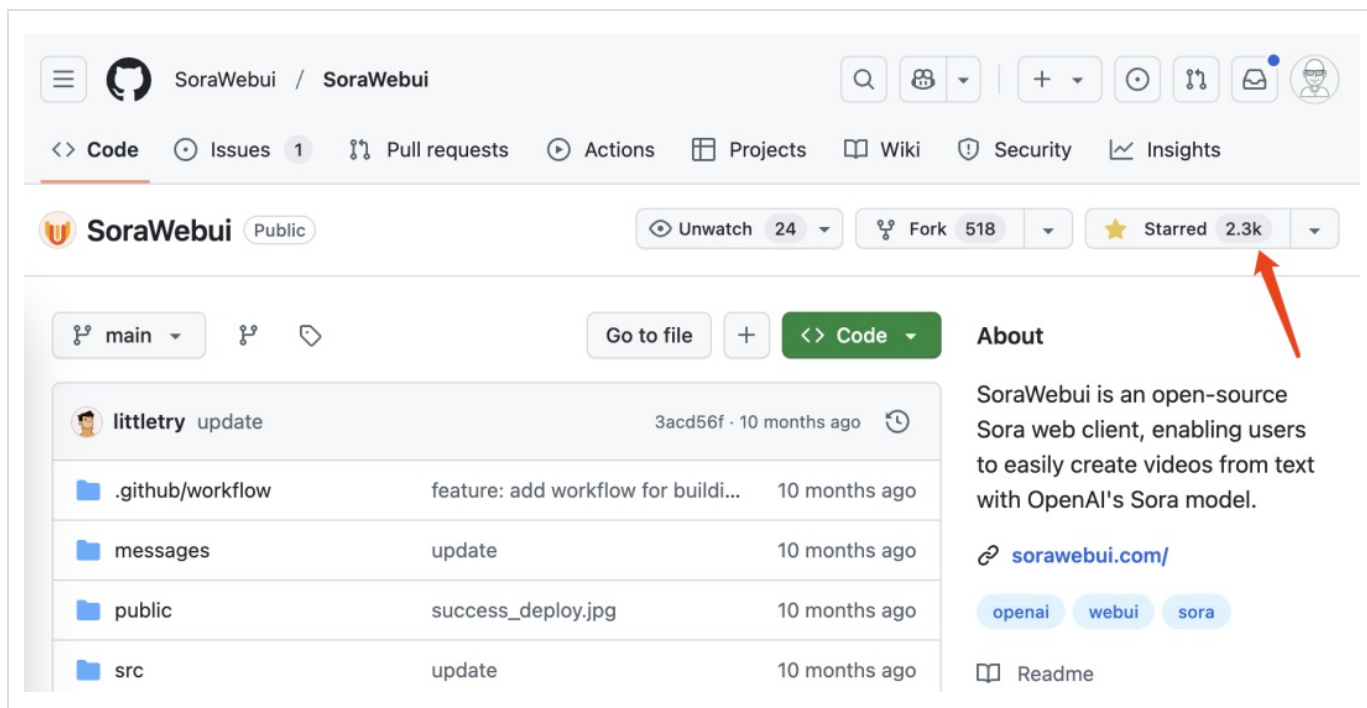 SoraWebui / SoraWebui
<> Code Issues 1 Pull requests Actions Projects Wiki Security Insights
SoraWebui Public Unwatch 24 Fork 518 Starred 2.3k
main Go to file + <> Code
About
SoraWebui is an open-source
Sora web client, enabling users
to easily create videos from text
with OpenAI's Sora model.
sorawebui.com/
openai webui sora
Readme
littletry update 3acd56f · 10 months ago
.github/workflow feature: add workflow for buildi... 10 months ago
messages update 10 months ago
public success_deploy.jpg 10 months ago
src update 10 months ago